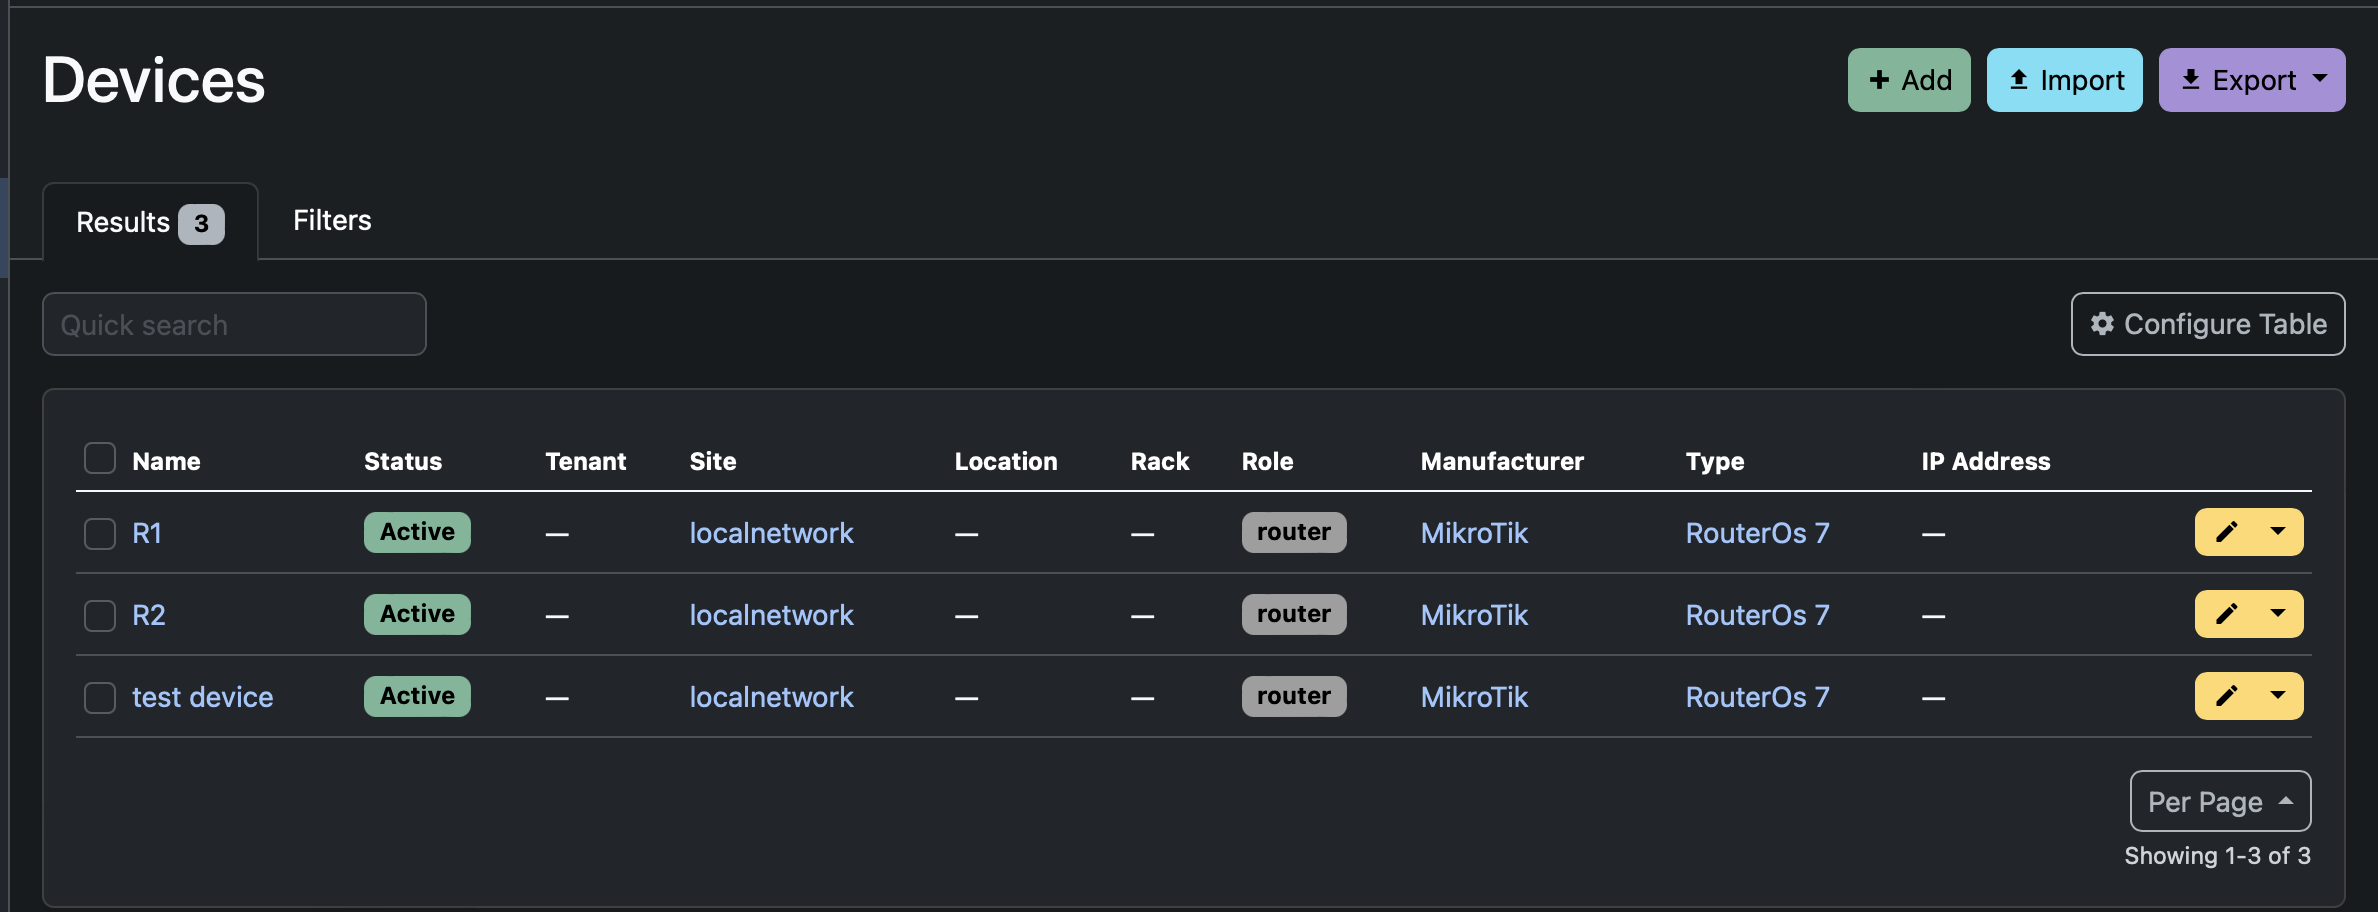 Devices
Add Import Export
Results 3 Filters
Quick search
Configure Table
Name Status Tenant Site Location Rack Role Manufacturer Type IP Address
R1 Active — localnetwork — — router MikroTik RouterOs 7 —
R2 Active — localnetwork — — router MikroTik RouterOs 7 —
test device Active — localnetwork — — router MikroTik RouterOs 7 —
Per Page
Showing 1-3 of 3